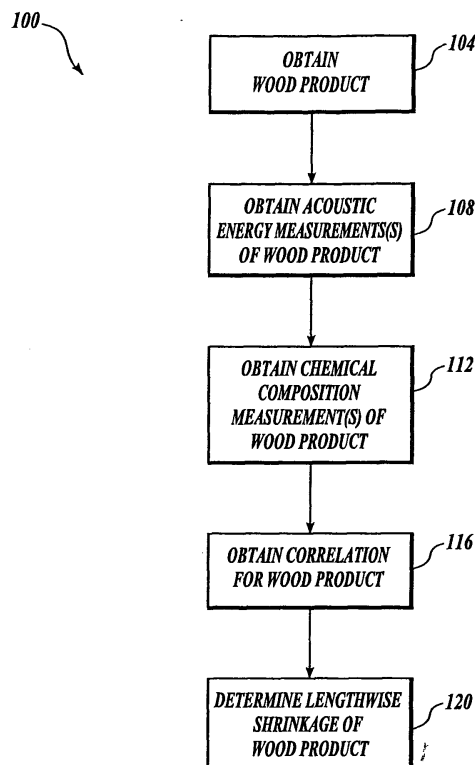 100
104
OBTAIN
WOOD PRODUCT
108
OBTAIN ACOUSTIC
ENERGY MEASUREMENTS(S)
OF WOOD PRODUCT
112
OBTAIN CHEMICAL
COMPOSITION
MEASUREMENT(S) OF
WOOD PRODUCT
116
OBTAIN CORRELATION
FOR WOOD PRODUCT
120
DETERMINE LENGTHWISE
SHRINKAGE OF
WOOD PRODUCT